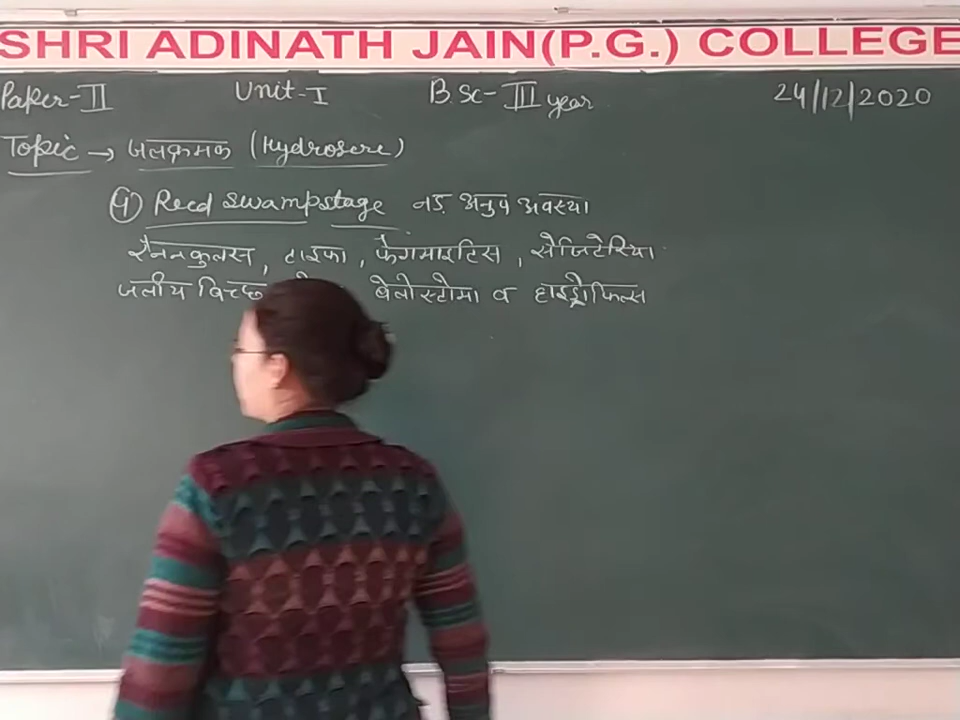 SHRI ADINATH JAIN(P.G.) COLLEGE
Paper-II Unit-I B.Sc-III year 24/12/2020
Topic → जलक्रमक (Hydrosere)
(4) Reed swampstage नड़ अनुप अवस्था
रैननकुलस, टाइफा, फैगमाइटिस, सेजिटेरिया
जलीय बिच्छ बेलोस्टोमा व हाइड्रोफिल्स